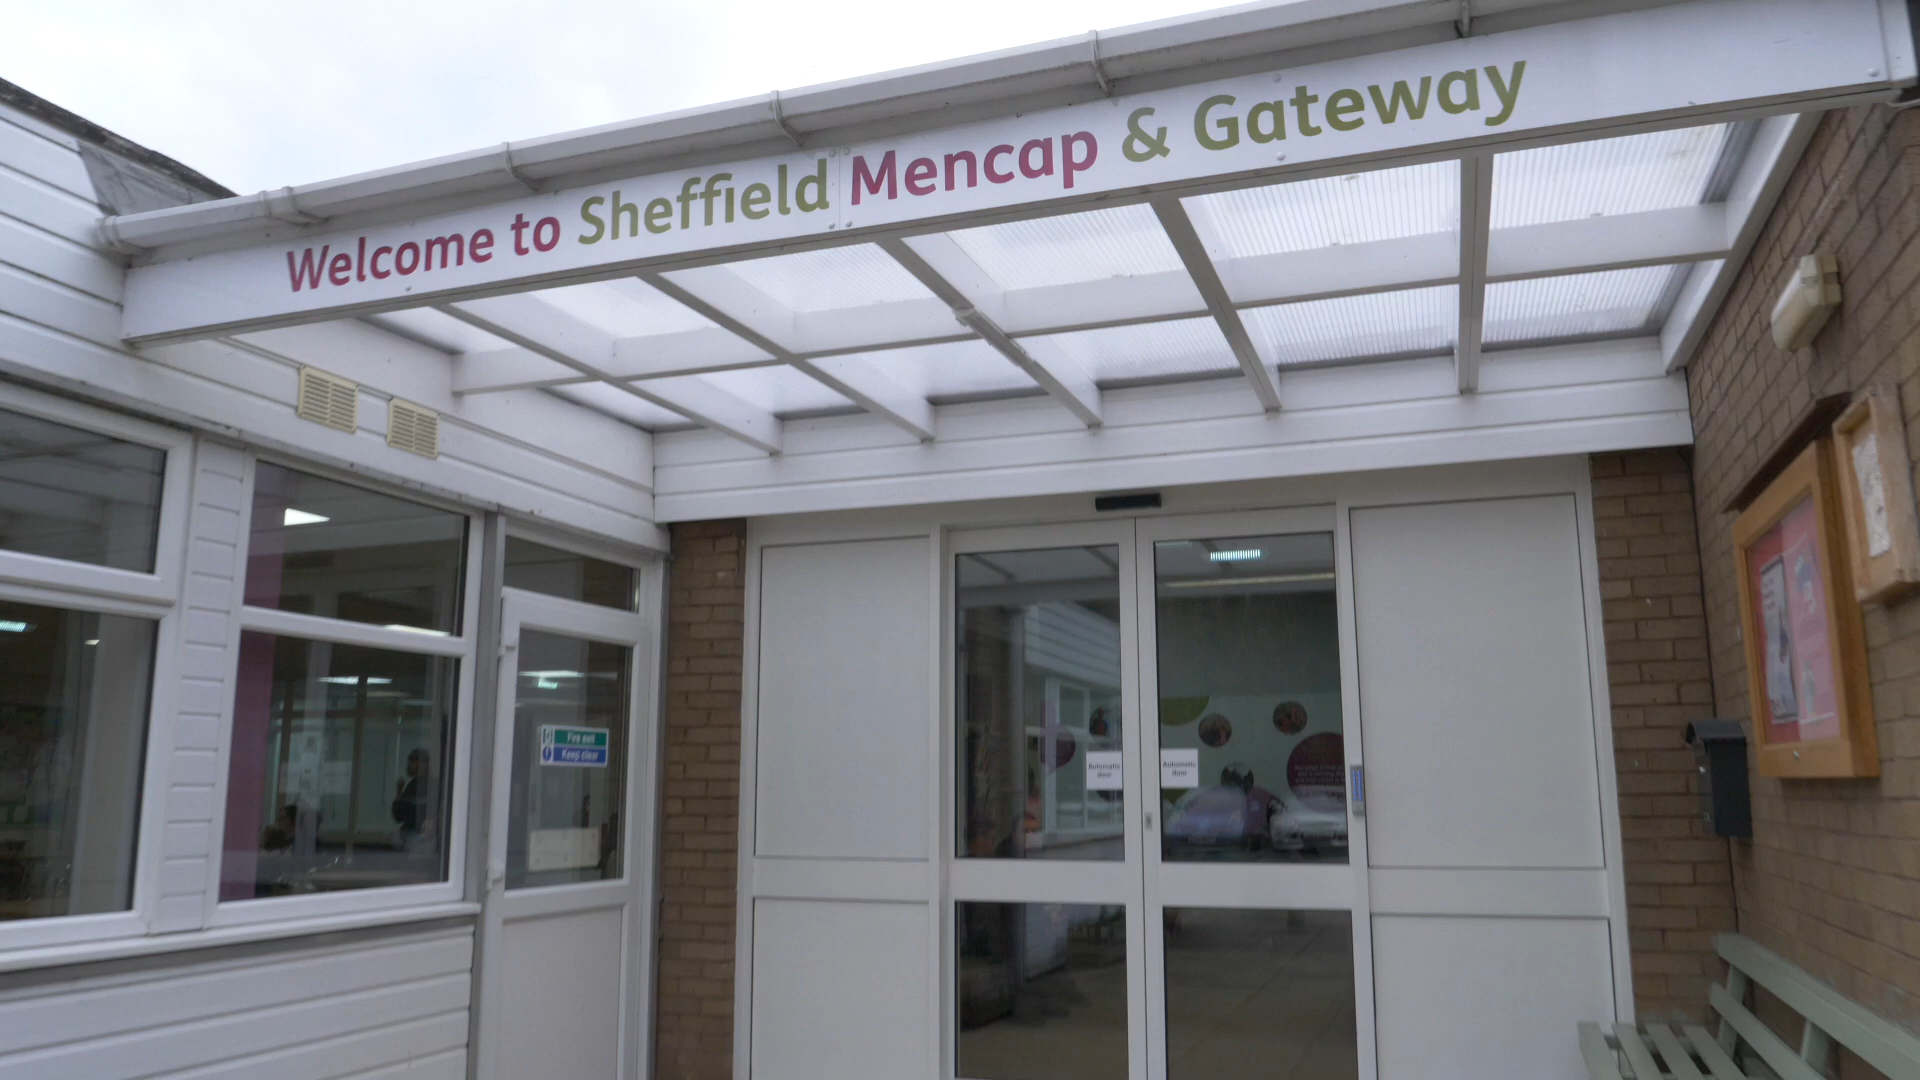 Welcome to Sheffield Mencap & Gateway
Fire exit
Keep clear
Automatic
door
Automatic
door